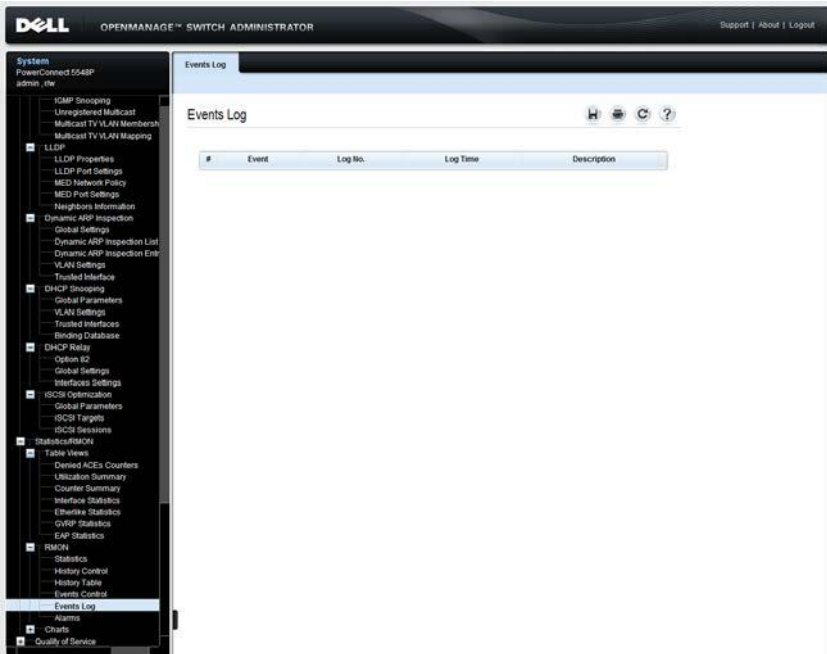 DELL OPENMANAGE™ SWITCH ADMINISTRATOR
Support | About | Logout
System
PowerConnect 5548P
admin , r/w
IGMP Snooping
Unregistered Multicast
Multicast TV VLAN Membersh
Multicast TV VLAN Mapping
LLDP
LLDP Properties
LLDP Port Settings
MED Network Policy
MED Port Settings
Neighbors Information
Dynamic ARP Inspection
Global Settings
Dynamic ARP Inspection List
Dynamic ARP Inspection Entr
VLAN Settings
Trusted Interface
DHCP Snooping
Global Parameters
VLAN Settings
Trusted Interfaces
Binding Database
DHCP Relay
Option 82
Global Settings
Interfaces Settings
iSCSI Optimization
Global Parameters
iSCSI Targets
iSCSI Sessions
Statistics/RMON
Table Views
Denied ACEs Counters
Utilization Summary
Counter Summary
Interface Statistics
Etherlike Statistics
GVRP Statistics
EAP Statistics
RMON
Statistics
History Control
History Table
Events Control
Events Log
Alarms
Charts
Quality of Service
Events Log
Events Log
# Event Log No. Log Time Description